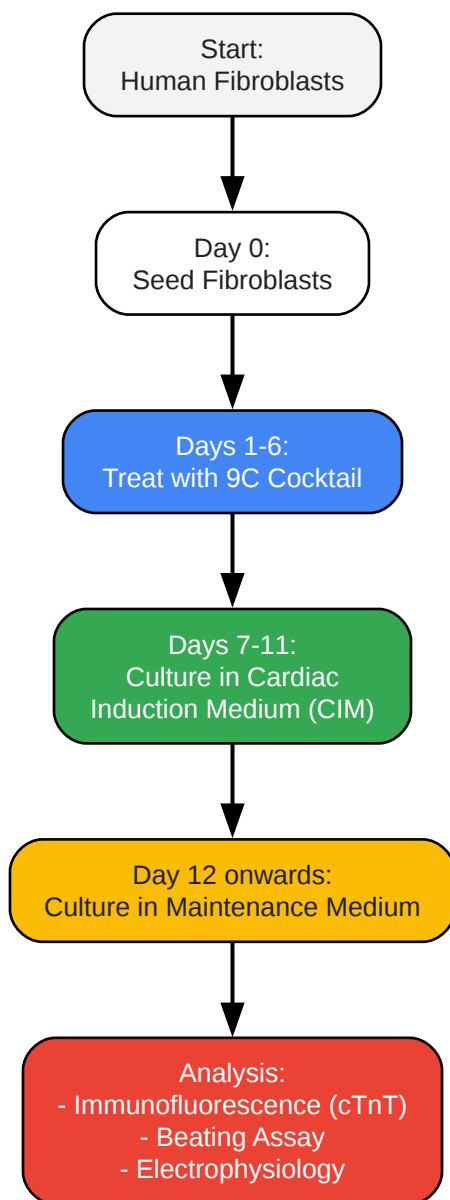 Start:
Human Fibroblasts
Day 0:
Seed Fibroblasts
Days 1-6:
Treat with 9C Cocktail
Days 7-11:
Culture in Cardiac
Induction Medium (CIM)
Day 12 onwards:
Culture in Maintenance Medium
Analysis:
- Immunofluorescence (cTnT)
- Beating Assay
- Electrophysiology